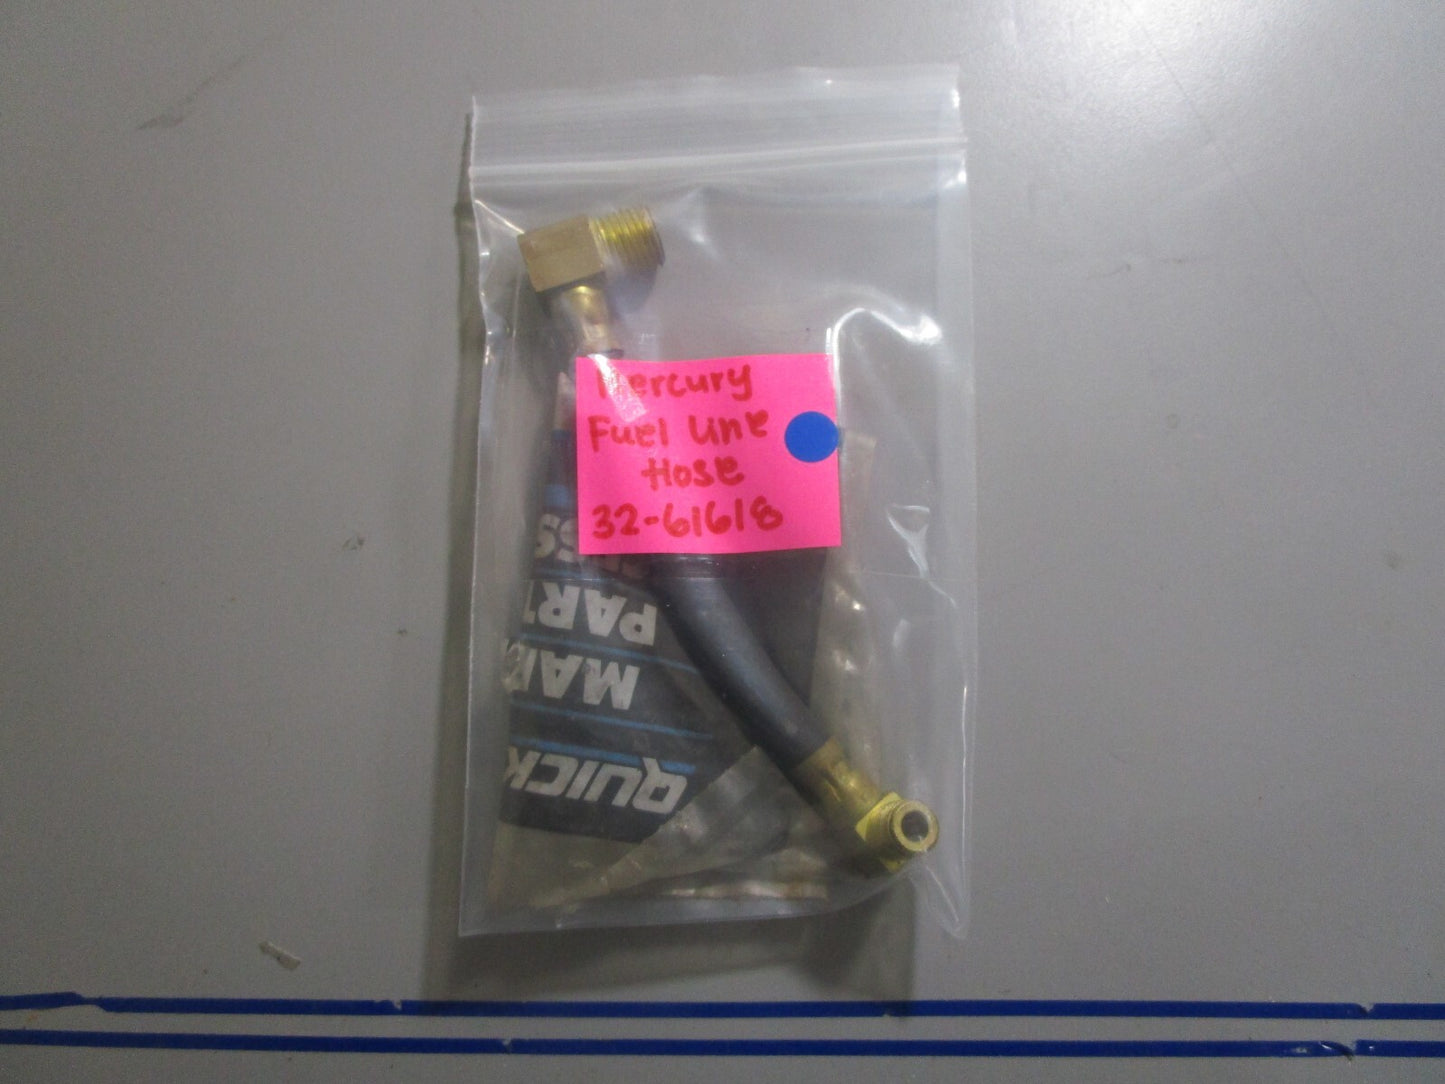 Mercury
Fuel Line
Hose
32-61618
QUICK
MAR
PART